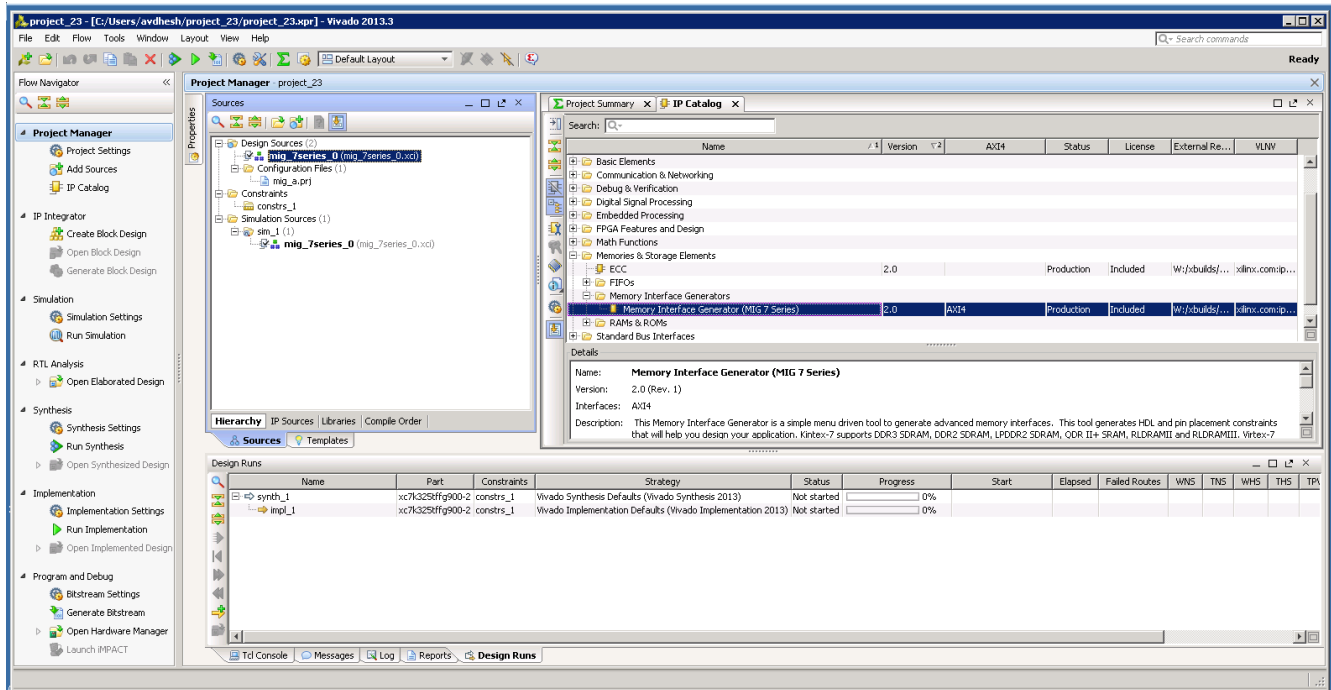 project_23 - [C:/Users/avdhesh/project_23/project_23.xpr] - Vivado 2013.3
File Edit Flow Tools Window Layout View Help
Search commands
Default Layout
Ready
Flow Navigator
Project Manager
Project Settings
Add Sources
IP Catalog
IP Integrator
Create Block Design
Open Block Design
Generate Block Design
Simulation
Simulation Settings
Run Simulation
RTL Analysis
Open Elaborated Design
Synthesis
Synthesis Settings
Run Synthesis
Open Synthesized Design
Implementation
Implementation Settings
Run Implementation
Open Implemented Design
Program and Debug
Bitstream Settings
Generate Bitstream
Open Hardware Manager
Launch iMPACT
Project Manager - project_23
Properties
Sources
Design Sources (2)
mig_7series_0 (mig_7series_0.xci)
Configuration Files (1)
mig_a.prj
Constraints
constrs_1
Simulation Sources (1)
sim_1 (1)
mig_7series_0 (mig_7series_0.xci)
Hierarchy IP Sources Libraries Compile Order
Sources Templates
Project Summary IP Catalog
Search:
Name 1 Version 2 AXI4 Status License External Re... VLNV
Basic Elements
Communication & Networking
Debug & Verification
Digital Signal Processing
Embedded Processing
FPGA Features and Design
Math Functions
Memories & Storage Elements
ECC 2.0 Production Included W:/xbuilds/... xilinx.com:ip...
FIFOs
Memory Interface Generators
Memory Interface Generator (MIG 7 Series) 2.0 AXI4 Production Included W:/xbuilds/... xilinx.com:ip...
RAMs & ROMs
Standard Bus Interfaces
Details
Name: Memory Interface Generator (MIG 7 Series)
Version: 2.0 (Rev. 1)
Interfaces: AXI4
Description: This Memory Interface Generator is a simple menu driven tool to generate advanced memory interfaces. This tool generates HDL and pin placement constraints
that will help you design your application. Kintex-7 supports DDR3 SDRAM, DDR2 SDRAM, LPDDR2 SDRAM, QDR II+ SRAM, RLDRAMII and RLDRAMIII. Virtex-7
Design Runs
Name Part Constraints Strategy Status Progress Start Elapsed Failed Routes WNS TNS WHS THS TPV
synth_1 xc7k325tffg900-2 constrs_1 Vivado Synthesis Defaults (Vivado Synthesis 2013) Not started 0%
impl_1 xc7k325tffg900-2 constrs_1 Vivado Implementation Defaults (Vivado Implementation 2013) Not started 0%
Tcl Console Messages Log Reports Design Runs